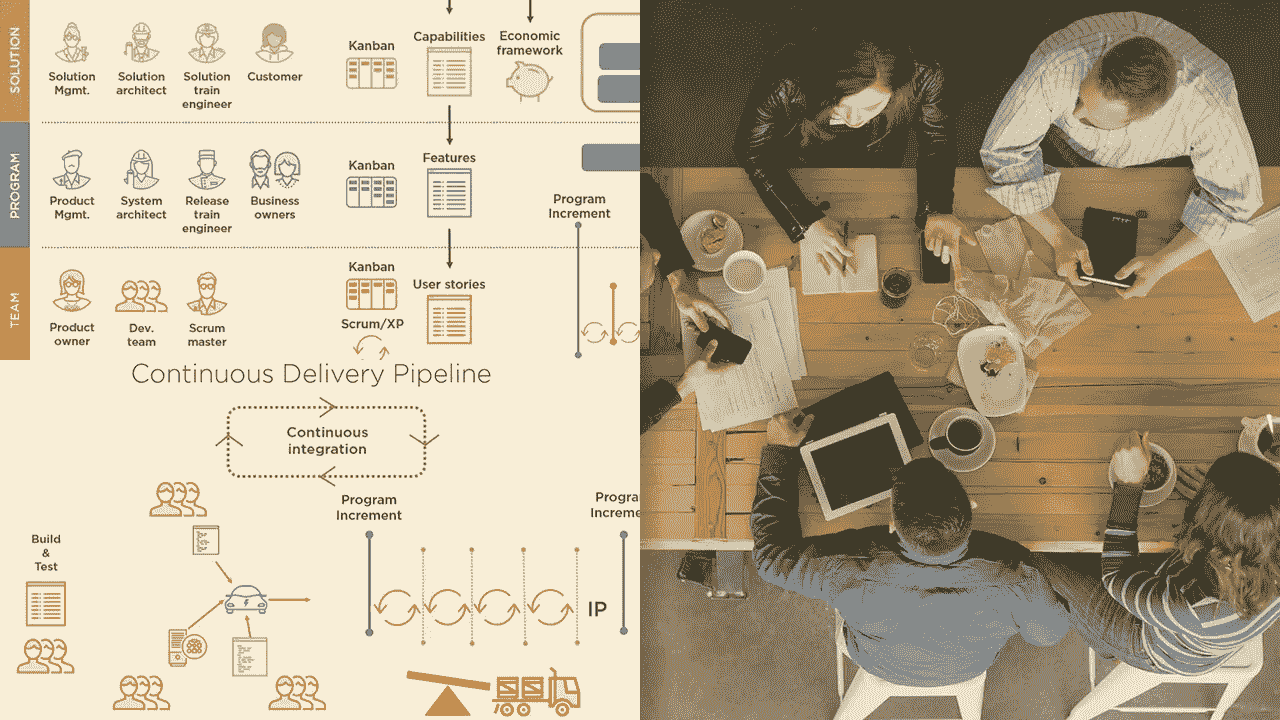 SOLUTION
Solution
Mgmt.
Solution
architect
Solution
train
engineer
Customer
Kanban
Capabilities
Economic
framework
PROGRAM
Product
Mgmt.
System
architect
Release
train
engineer
Business
owners
Kanban
Features
Program
Increment
TEAM
Product
owner
Dev.
team
Scrum
master
Kanban
Scrum/XP
User stories
Continuous Delivery Pipeline
Continuous
integration
Program
Increment
Progra
Increme
Build
&
Test
IP